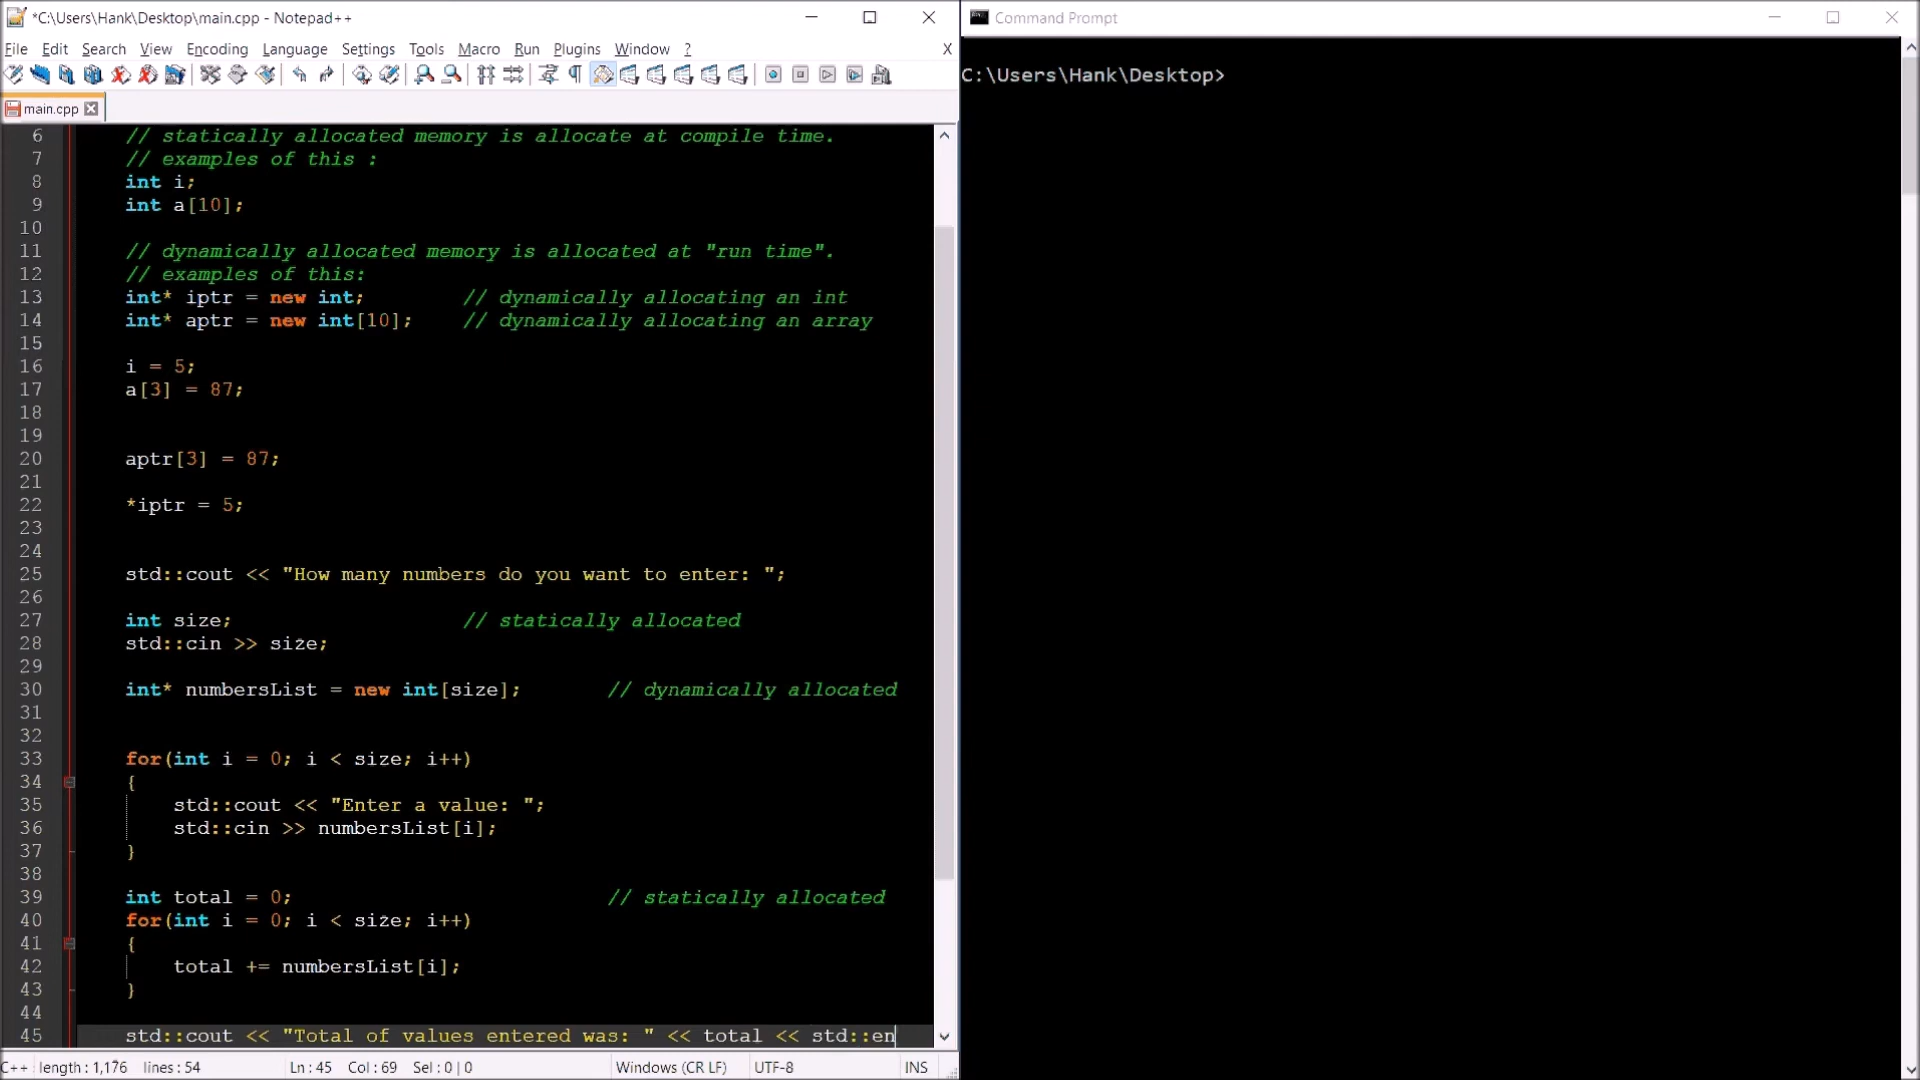 *C:\Users\Hank\Desktop\main.cpp - Notepad++
File Edit Search View Encoding Language Settings Tools Macro Run Plugins Window ? X
main.cpp
6 // statically allocated memory is allocate at compile time.
7 // examples of this :
8 int i;
9 int a[10];
10
11 // dynamically allocated memory is allocated at "run time".
12 // examples of this:
13 int* iptr = new int; // dynamically allocating an int
14 int* aptr = new int[10]; // dynamically allocating an array
15
16 i = 5;
17 a[3] = 87;
18
19
20 aptr[3] = 87;
21
22 *iptr = 5;
23
24
25 std::cout << "How many numbers do you want to enter: ";
26
27 int size; // statically allocated
28 std::cin >> size;
29
30 int* numbersList = new int[size]; // dynamically allocated
31
32
33 for(int i = 0; i < size; i++)
34 {
35 std::cout << "Enter a value: ";
36 std::cin >> numbersList[i];
37 }
38
39 int total = 0; // statically allocated
40 for(int i = 0; i < size; i++)
41 {
42 total += numbersList[i];
43 }
44
45 std::cout << "Total of values entered was: " << total << std::en
C++ length : 1,176 lines : 54 Ln : 45 Col : 69 Sel : 0 | 0 Windows (CR LF) UTF-8 INS
Command Prompt
C:\Users\Hank\Desktop>